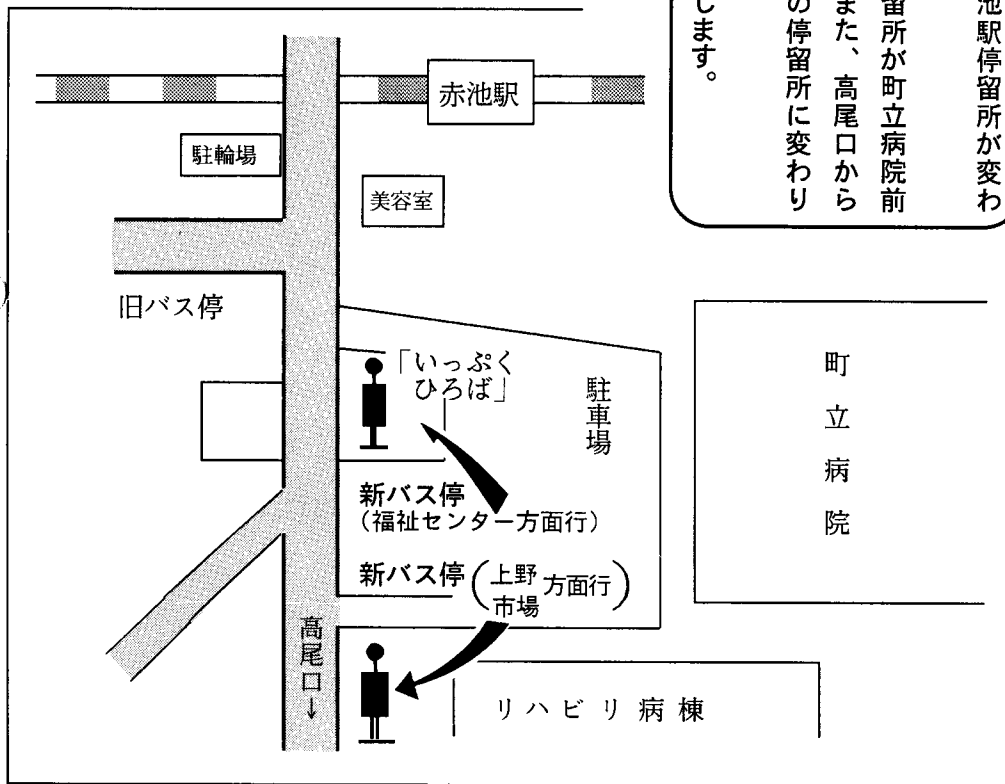 池駅停留所が変わ
留所が町立病院前
また、高尾口から
の停留所に変わり
します。
赤池駅
駐輪場
美容室
旧バス停
「いっぷく
ひろば」
駐車場
町立病院
新バス停
(福祉センター方面行)
新バス停(上野市場方面行)
高尾口↓
リハビリ病棟